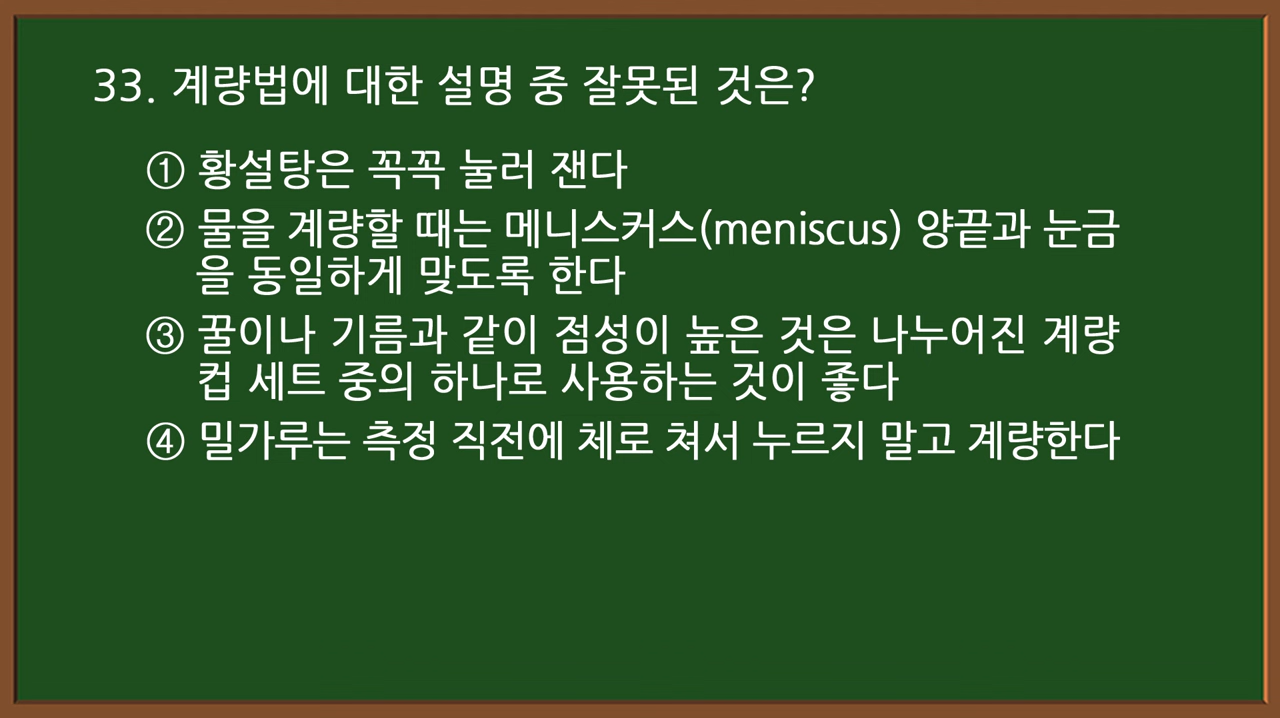 33. 계량법에 대한 설명 중 잘못된 것은?
① 황설탕은 꼭꼭 눌러 잰다
② 물을 계량할 때는 메니스커스(meniscus) 양끝과 눈금
을 동일하게 맞도록 한다
③ 꿀이나 기름과 같이 점성이 높은 것은 나누어진 계량
컵 세트 중의 하나로 사용하는 것이 좋다
④ 밀가루는 측정 직전에 체로 쳐서 누르지 말고 계량한다